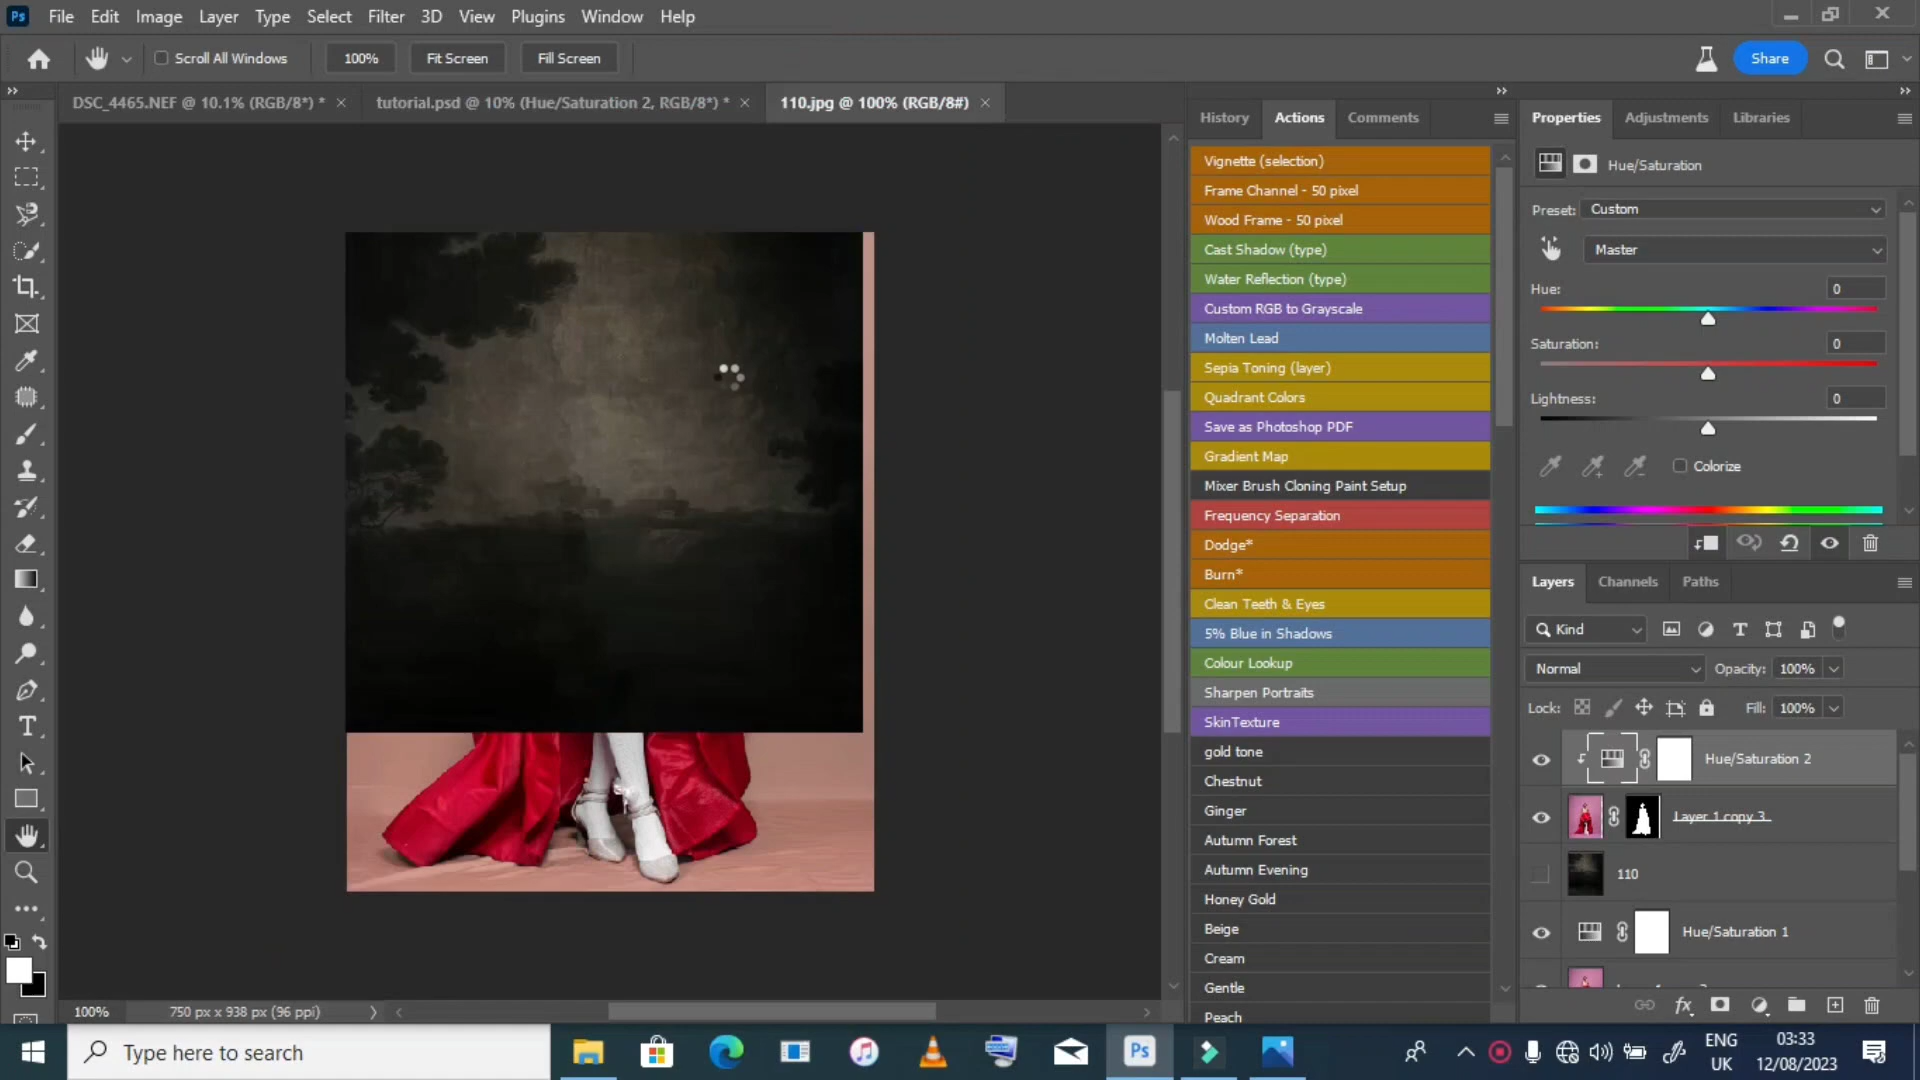 Ps File Edit Image Layer Type Select Filter 3D View Plugins Window Help
Scroll All Windows 100% Fit Screen Fill Screen Share
DSC_4465.NEF @ 10.1% (RGB/8*) * tutorial.psd @ 10% (Hue/Saturation 2, RGB/8*) * 110.jpg @ 100% (RGB/8#)
History Actions Comments
Vignette (selection)
Frame Channel - 50 pixel
Wood Frame - 50 pixel
Cast Shadow (type)
Water Reflection (type)
Custom RGB to Grayscale
Molten Lead
Sepia Toning (layer)
Quadrant Colors
Save as Photoshop PDF
Gradient Map
Mixer Brush Cloning Paint Setup
Frequency Separation
Dodge*
Burn*
Clean Teeth & Eyes
5% Blue in Shadows
Colour Lookup
Sharpen Portraits
SkinTexture
gold tone
Chestnut
Ginger
Autumn Forest
Autumn Evening
Honey Gold
Beige
Cream
Gentle
Peach
Properties Adjustments Libraries
Hue/Saturation
Preset: Custom
Master
Hue: 0
Saturation: 0
Lightness: 0
Colorize
Layers Channels Paths
Kind
Normal Opacity: 100%
Lock: Fill: 100%
Hue/Saturation 2
Layer 1 copy 3
110
Hue/Saturation 1
100% 750 px x 938 px (96 ppi)
Type here to search
Ps
ENG
UK
03:33
12/08/2023